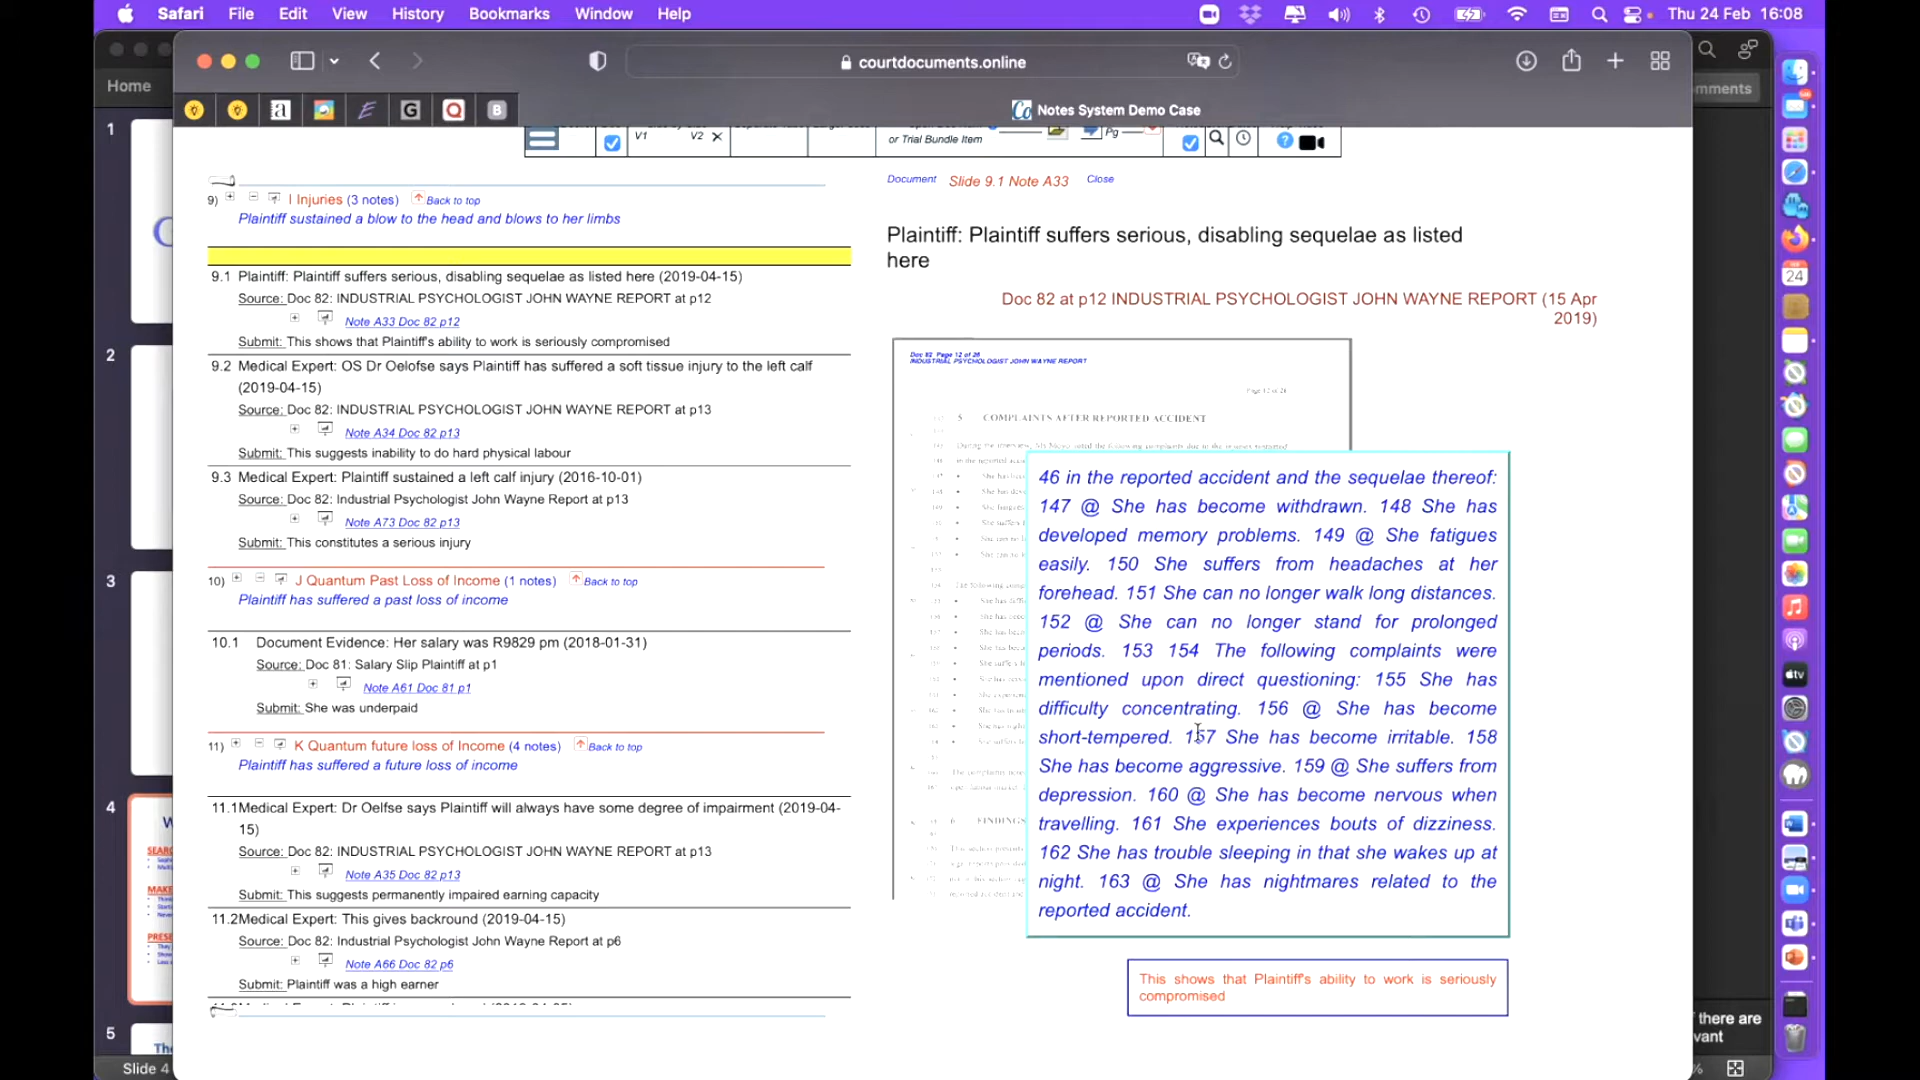 Safari File Edit View History Bookmarks Window Help
Thu 24 Feb 16:08
courtdocuments.online
Home
mments
Notes System Demo Case
V1 V2
or Trial Bundle Item
Pg
9) I Injuries (3 notes) Back to top
Plaintiff sustained a blow to the head and blows to her limbs
9.1 Plaintiff: Plaintiff suffers serious, disabling sequelae as listed here (2019-04-15)
Source: Doc 82: INDUSTRIAL PSYCHOLOGIST JOHN WAYNE REPORT at p12
Note A33 Doc 82 p12
Submit: This shows that Plaintiff's ability to work is seriously compromised
9.2 Medical Expert: OS Dr Oelofse says Plaintiff has suffered a soft tissue injury to the left calf
(2019-04-15)
Source: Doc 82: INDUSTRIAL PSYCHOLOGIST JOHN WAYNE REPORT at p13
Note A34 Doc 82 p13
Submit: This suggests inability to do hard physical labour
9.3 Medical Expert: Plaintiff sustained a left calf injury (2016-10-01)
Source: Doc 82: Industrial Psychologist John Wayne Report at p13
Note A73 Doc 82 p13
Submit: This constitutes a serious injury
10) J Quantum Past Loss of Income (1 notes) Back to top
Plaintiff has suffered a past loss of income
10.1 Document Evidence: Her salary was R9829 pm (2018-01-31)
Source: Doc 81: Salary Slip Plaintiff at p1
Note A61 Doc 81 p1
Submit: She was underpaid
11) K Quantum future loss of Income (4 notes) Back to top
Plaintiff has suffered a future loss of income
11.1Medical Expert: Dr Oelfse says Plaintiff will always have some degree of impairment (2019-04-
15)
Source: Doc 82: INDUSTRIAL PSYCHOLOGIST JOHN WAYNE REPORT at p13
Note A35 Doc 82 p13
Submit: This suggests permanently impaired earning capacity
11.2Medical Expert: This gives backround (2019-04-15)
Source: Doc 82: Industrial Psychologist John Wayne Report at p6
Note A66 Doc 82 p6
Submit: Plaintiff was a high earner
Document Slide 9.1 Note A33 Close
Plaintiff: Plaintiff suffers serious, disabling sequelae as listed
here
Doc 82 at p12 INDUSTRIAL PSYCHOLOGIST JOHN WAYNE REPORT (15 Apr
2019)
Doc 82 Page 12 of 26
INDUSTRIAL PSYCHOLOGIST JOHN WAYNE REPORT
5 COMPLAINTS AFTER REPORTED ACCIDENT
6 FINDINGS
46 in the reported accident and the sequelae thereof:
147 @ She has become withdrawn. 148 She has
developed memory problems. 149 @ She fatigues
easily. 150 She suffers from headaches at her
forehead. 151 She can no longer walk long distances.
152 @ She can no longer stand for prolonged
periods. 153 154 The following complaints were
mentioned upon direct questioning: 155 She has
difficulty concentrating. 156 @ She has become
short-tempered. 157 She has become irritable. 158
She has become aggressive. 159 @ She suffers from
depression. 160 @ She has become nervous when
travelling. 161 She experiences bouts of dizziness.
162 She has trouble sleeping in that she wakes up at
night. 163 @ She has nightmares related to the
reported accident.
This shows that Plaintiff's ability to work is seriously
compromised
1
2
3
4
5
Slide 4
there are
vant